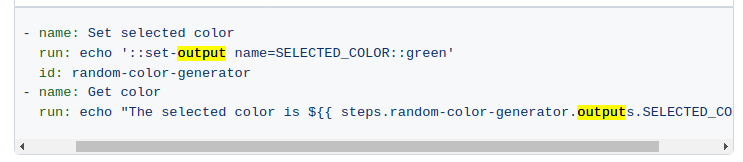 - name: Set selected color
run: echo '::set-output name=SELECTED_COLOR::green'
id: random-color-generator
- name: Get color
run: echo "The selected color is ${{ steps.random-color-generator.outputs.SELECTED_CO